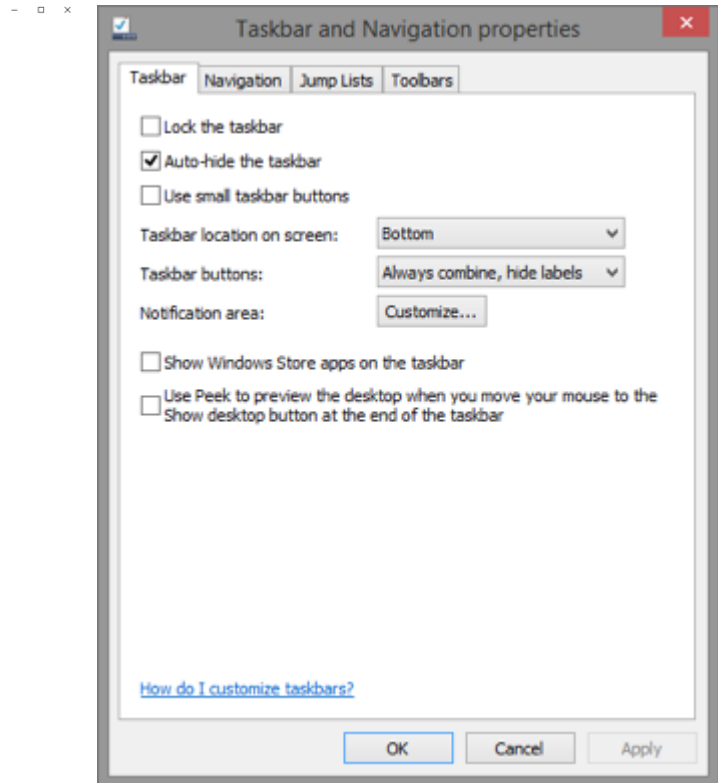 Taskbar and Navigation properties
Taskbar Navigation Jump Lists Toolbars
Lock the taskbar
Auto-hide the taskbar
Use small taskbar buttons
Taskbar location on screen: Bottom
Taskbar buttons: Always combine, hide labels
Notification area: Customize...
Show Windows Store apps on the taskbar
Use Peek to preview the desktop when you move your mouse to the
Show desktop button at the end of the taskbar
How do I customize taskbars?
OK Cancel Apply